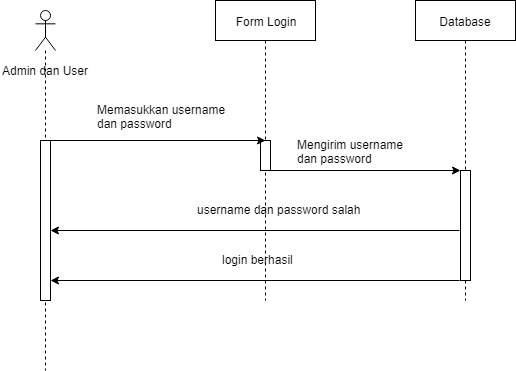 Form Login
Database
Admin dan User
Memasukkan username
dan password
Mengirim username
dan password
username dan password salah
login berhasil